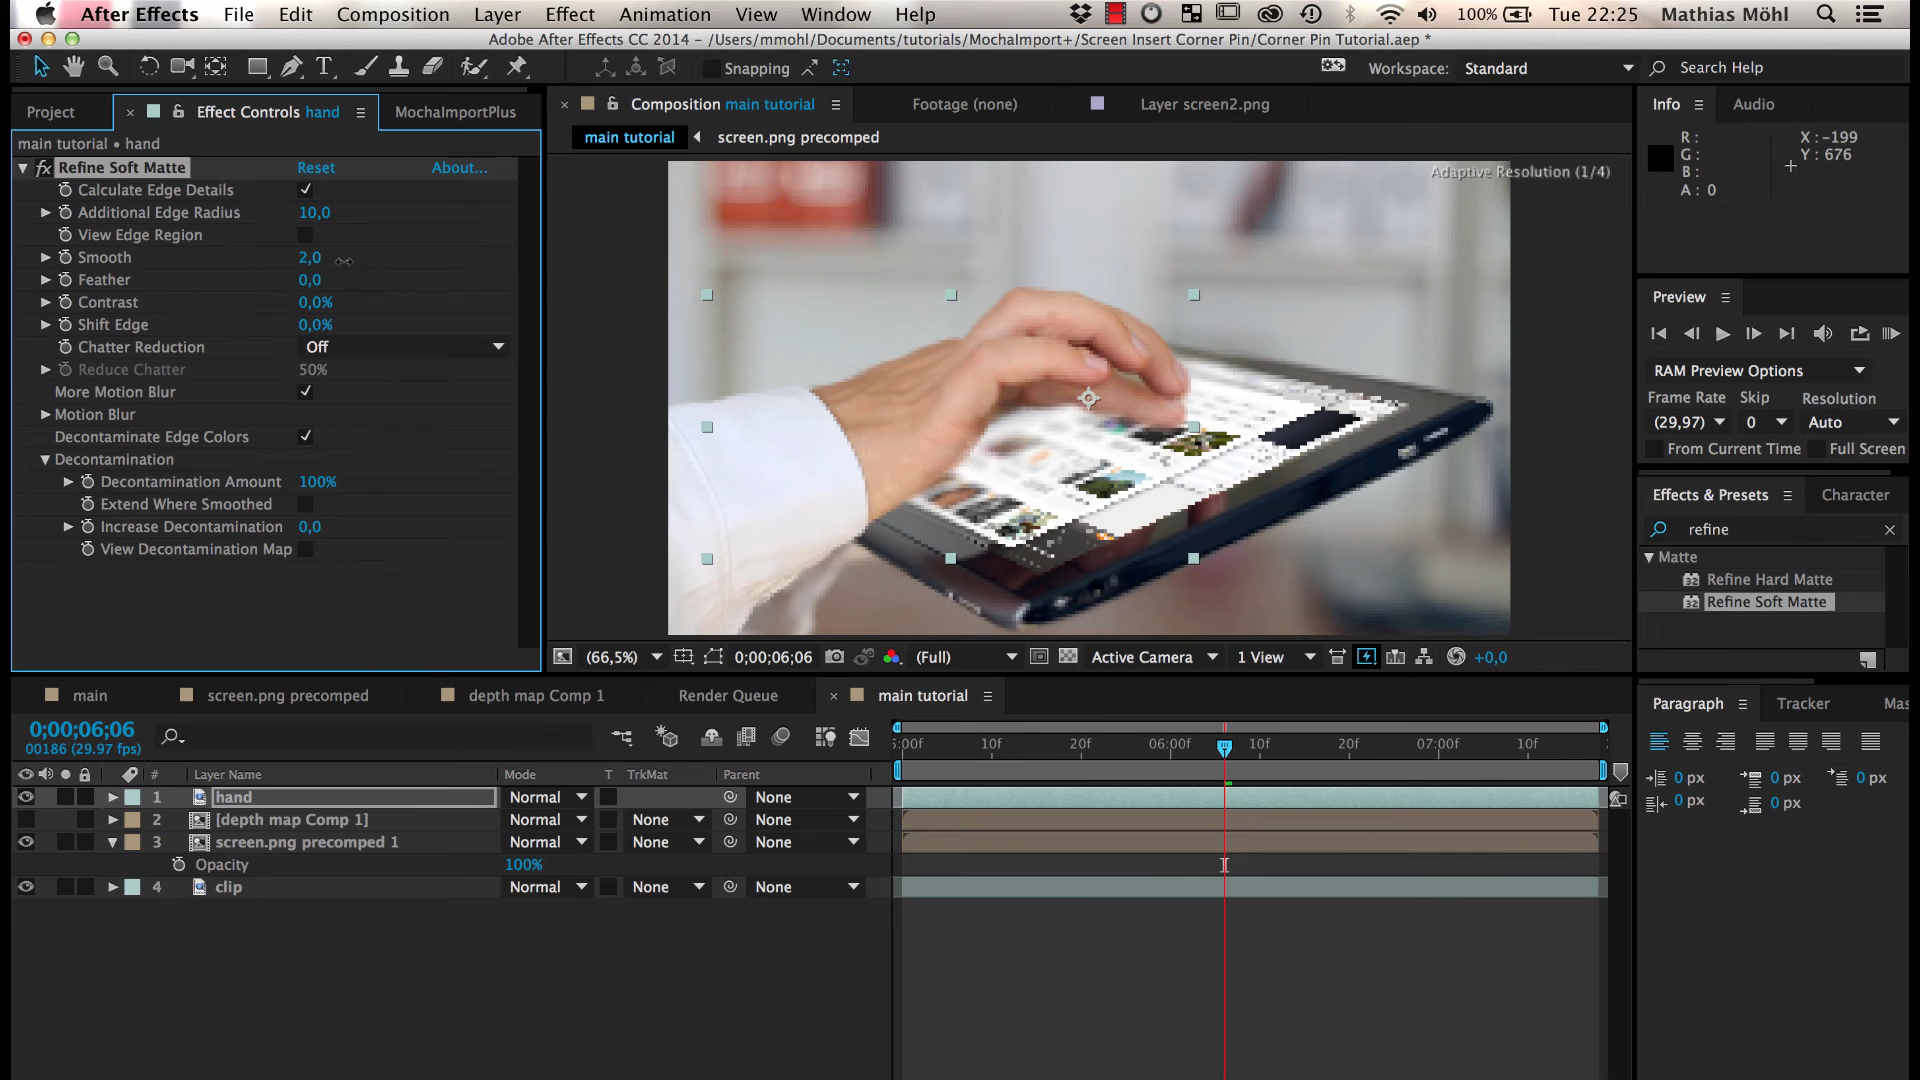 After Effects File Edit Composition Layer Effect Animation View Window Help 100% Tue 22:25 Mathias Möhl
Adobe After Effects CC 2014 - /Users/mmohl/Documents/tutorials/MochaImport+/Screen Insert Corner Pin/Corner Pin Tutorial.aep *
T Snapping Workspace: Standard Search Help
Project Effect Controls hand MochaImportPlus Composition main tutorial Footage (none) Layer screen2.png Info Audio
main tutorial • hand
main tutorial screen.png precomped
fx Refine Soft Matte Reset About...
Calculate Edge Details
Additional Edge Radius 10,0
View Edge Region
Smooth 2,0
Feather 0,0
Contrast 0,0%
Shift Edge 0,0%
Chatter Reduction Off
Reduce Chatter 50%
More Motion Blur
Motion Blur
Decontaminate Edge Colors
Decontamination
Decontamination Amount 100%
Extend Where Smoothed
Increase Decontamination 0,0
View Decontamination Map
Adaptive Resolution (1/4)
(66,5%) 0;00;06;06 (Full) Active Camera 1 View +0,0
R: X: -199
G: Y: 676
B:
A: 0
Preview
RAM Preview Options
Frame Rate Skip Resolution
(29,97) 0 Auto
From Current Time Full Screen
Effects & Presets Character
refine
Matte
32 Refine Hard Matte
32 Refine Soft Matte
main screen.png precomped depth map Comp 1 Render Queue main tutorial
0;00;06;06
00186 (29.97 fps)
5:00f 10f 20f 06:00f 10f 20f 07:00f 10f
# Layer Name Mode T TrkMat Parent
1 hand Normal None
2 [depth map Comp 1] Normal None None
3 screen.png precomped 1 Normal None None
Opacity 100%
4 clip Normal None None
Paragraph Tracker Mas
0 px 0 px 0 px
0 px 0 px